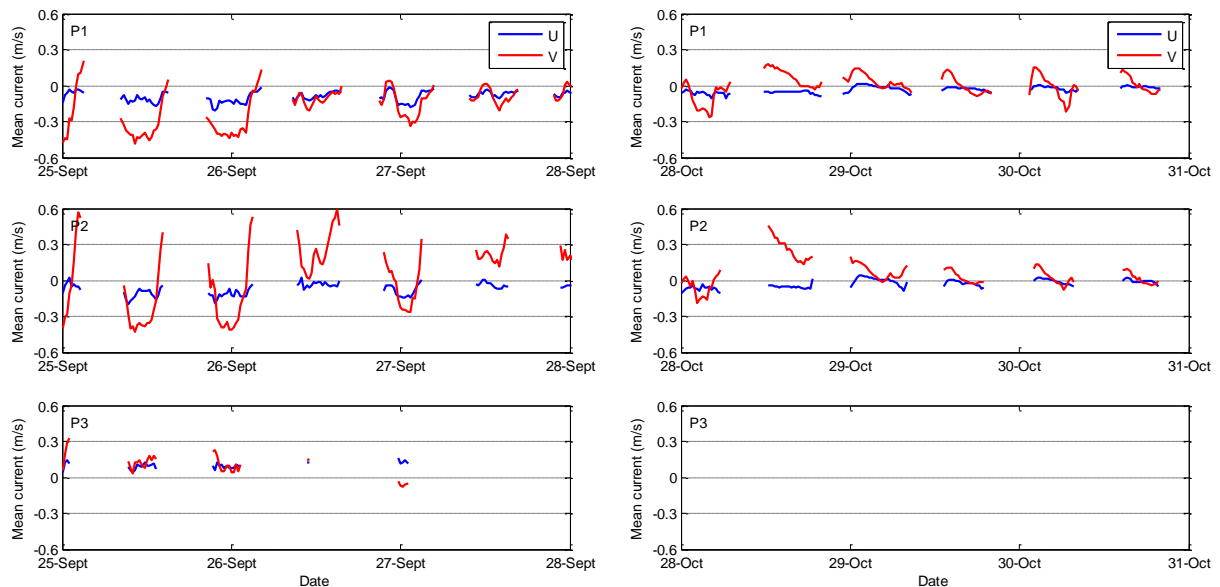 P1
U
V
Mean current (m/s)
0.6
0.3
0
-0.3
-0.6
25-Sept 26-Sept 27-Sept 28-Sept
P1
U
V
Mean current (m/s)
0.6
0.3
0
-0.3
-0.6
28-Oct 29-Oct 30-Oct 31-Oct
P2
Mean current (m/s)
0.6
0.3
0
-0.3
-0.6
25-Sept 26-Sept 27-Sept 28-Sept
P2
Mean current (m/s)
0.6
0.3
0
-0.3
-0.6
28-Oct 29-Oct 30-Oct 31-Oct
P3
Mean current (m/s)
0.6
0.3
0
-0.3
-0.6
25-Sept 26-Sept 27-Sept 28-Sept
Date
P3
Mean current (m/s)
0.6
0.3
0
-0.3
-0.6
28-Oct 29-Oct 30-Oct 31-Oct
Date